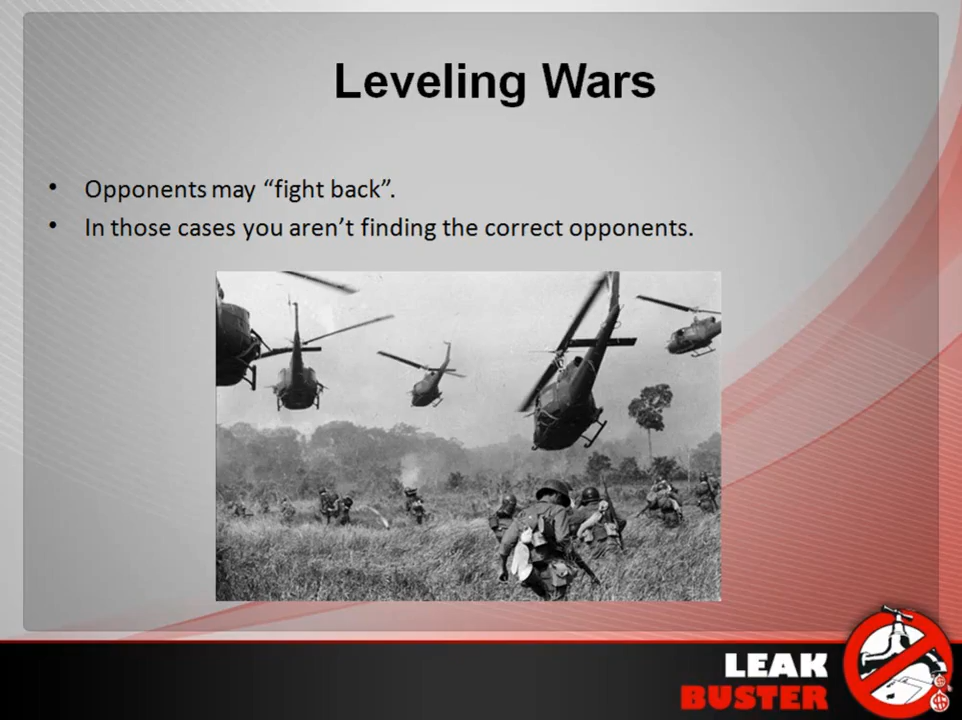 Leveling Wars
• Opponents may “fight back”.
• In those cases you aren’t finding the correct opponents.
LEAK
BUSTER